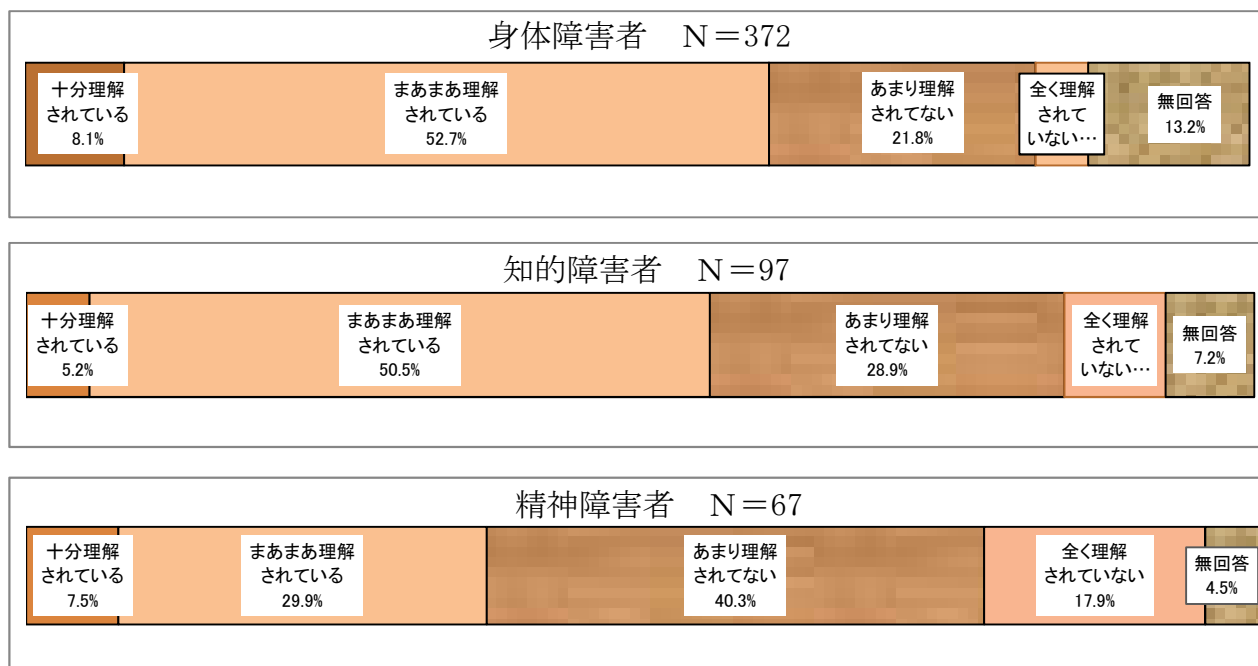 身体障害者　N=372
十分理解
されている
8.1%
まあまあ理解
されている
52.7%
あまり理解
されてない
21.8%
全く理解
されて
いない…
無回答
13.2%
知的障害者　N=97
十分理解
されている
5.2%
まあまあ理解
されている
50.5%
あまり理解
されてない
28.9%
全く理解
されて
いない…
無回答
7.2%
精神障害者　N=67
十分理解
されている
7.5%
まあまあ理解
されている
29.9%
あまり理解
されてない
40.3%
全く理解
されていない
17.9%
無回答
4.5%